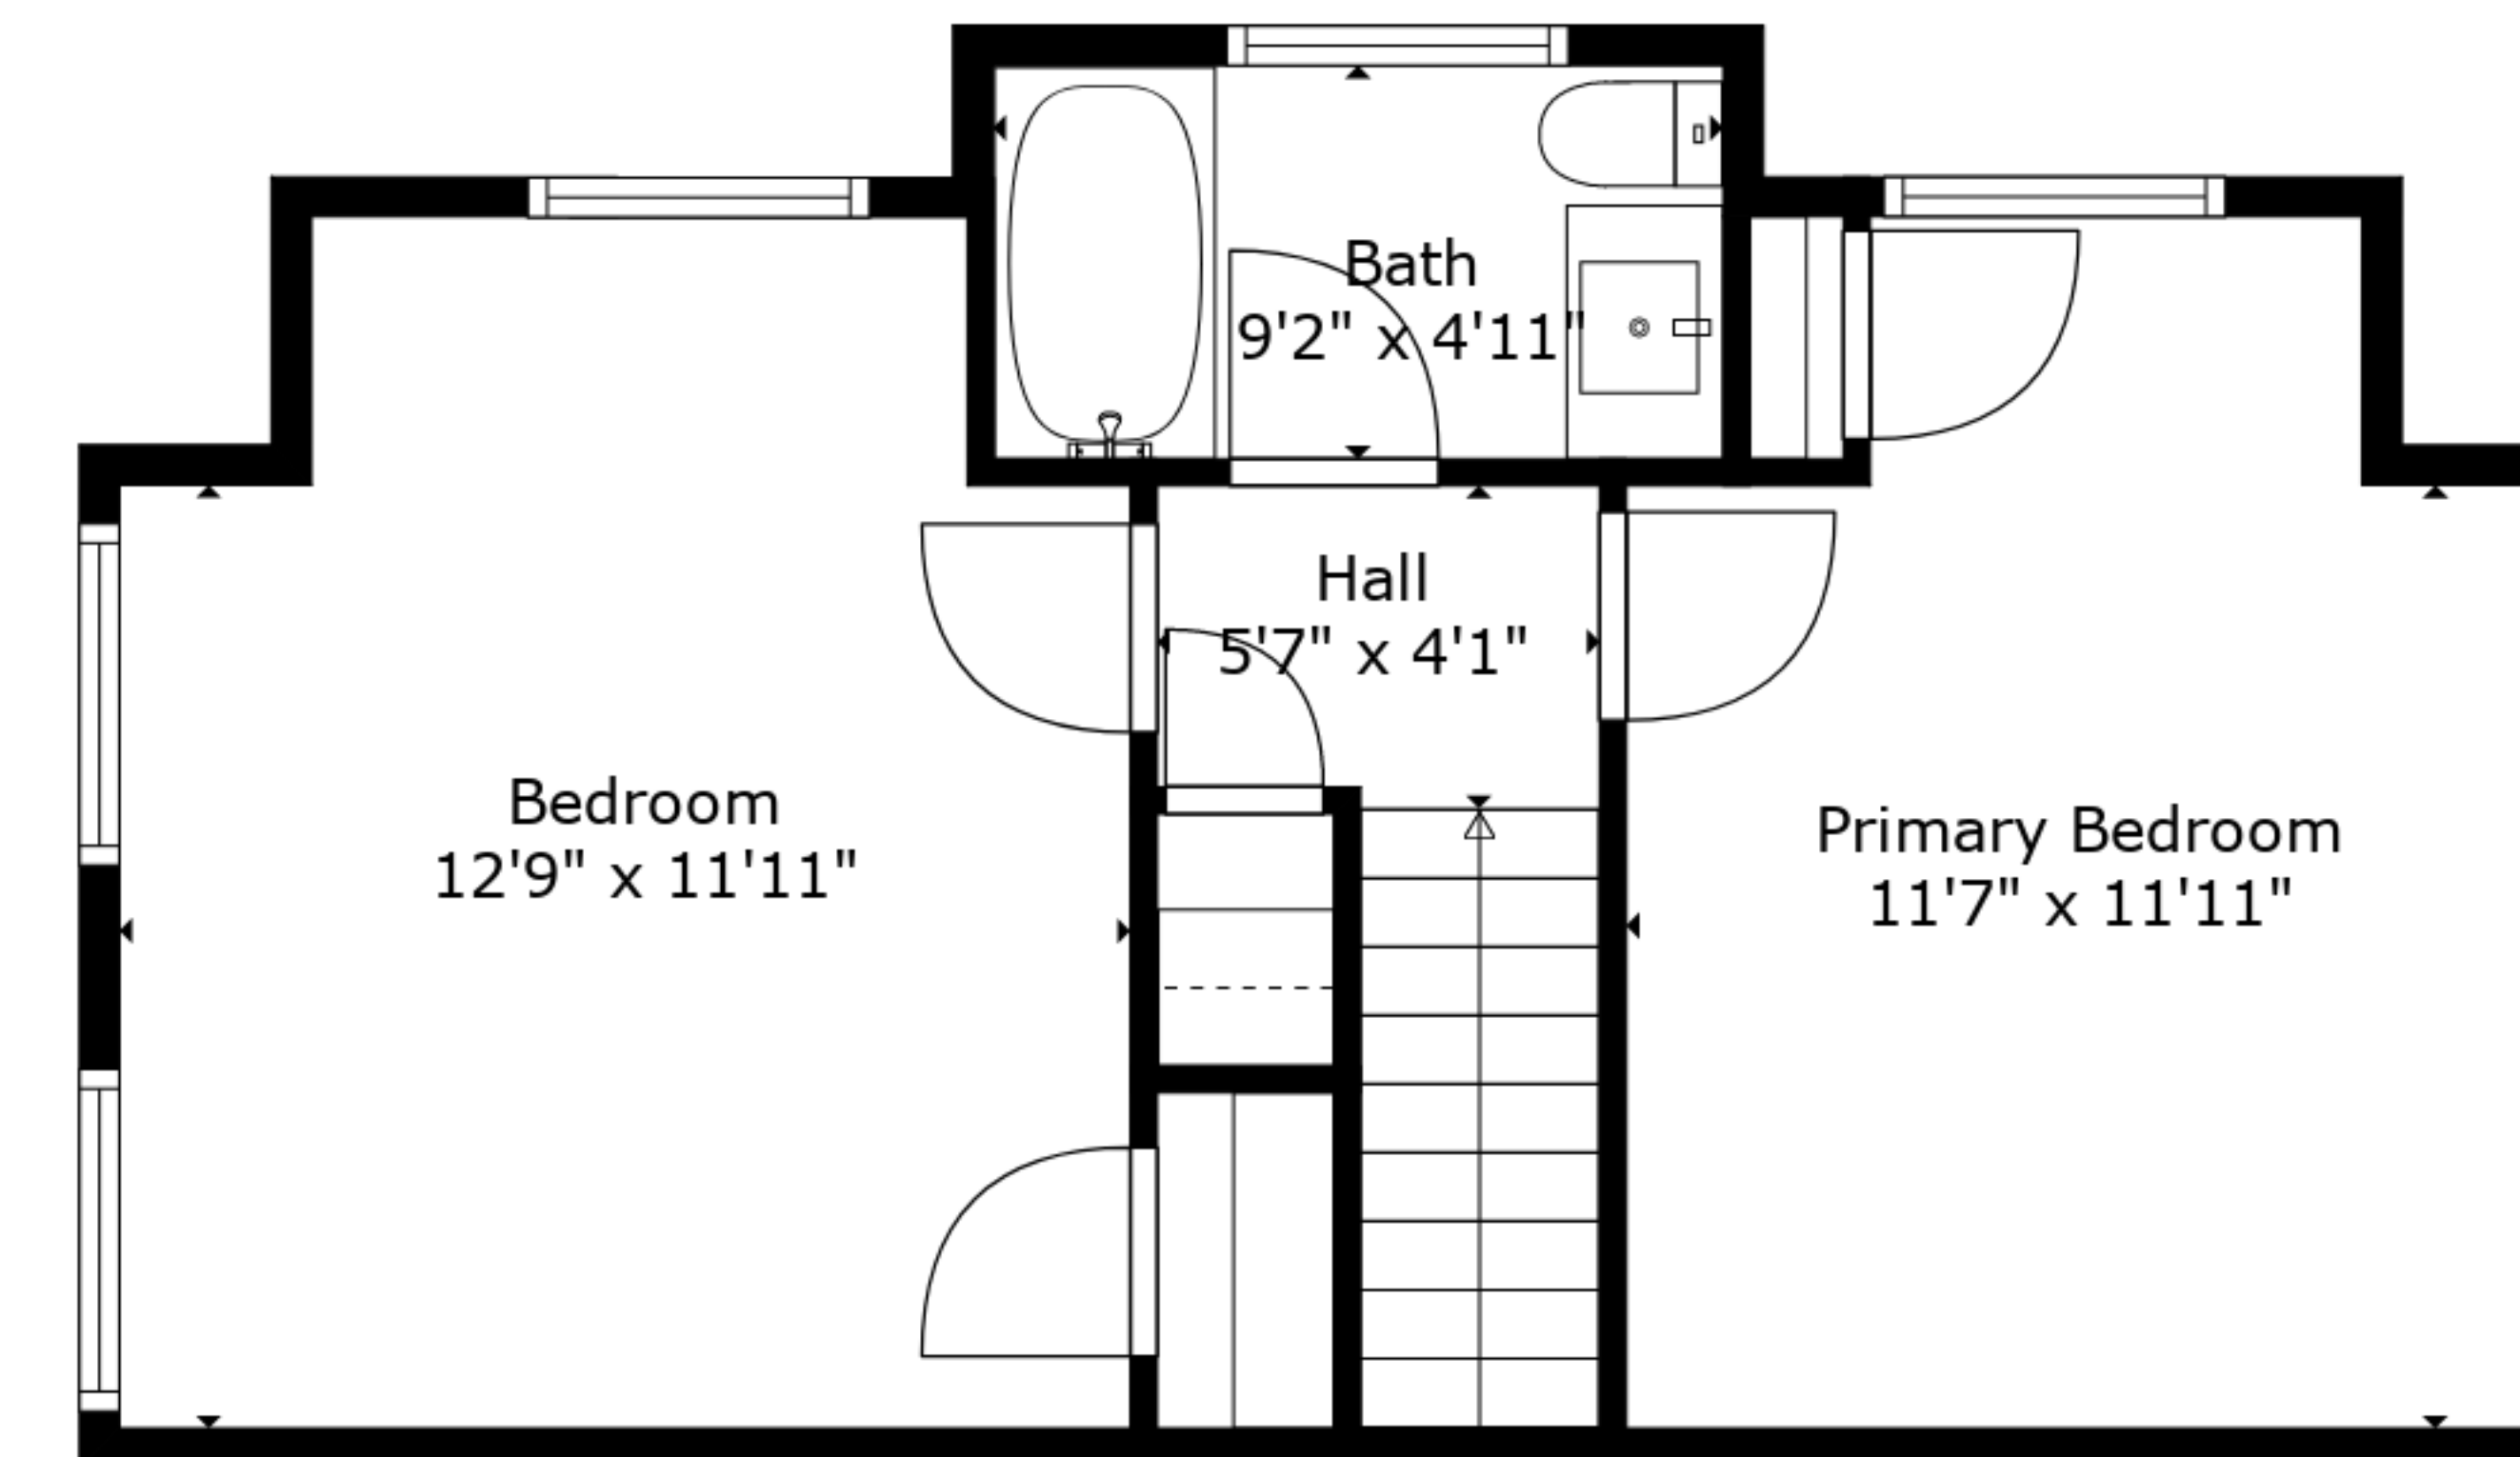 Bath
9'2" x 4'11"
Hall
5'7" x 4'1"
Bedroom
12'9" x 11'11"
Primary Bedroom
11'7" x 11'11"